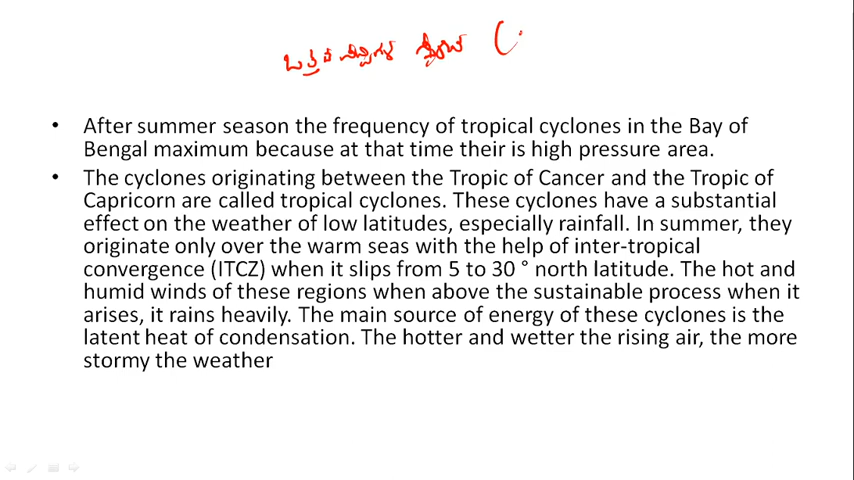 • After summer season the frequency of tropical cyclones in the Bay of
Bengal maximum because at that time their is high pressure area.
• The cyclones originating between the Tropic of Cancer and the Tropic of
Capricorn are called tropical cyclones. These cyclones have a substantial
effect on the weather of low latitudes, especially rainfall. In summer, they
originate only over the warm seas with the help of inter-tropical
convergence (ITCZ) when it slips from 5 to 30 ° north latitude. The hot and
humid winds of these regions when above the sustainable process when it
arises, it rains heavily. The main source of energy of these cyclones is the
latent heat of condensation. The hotter and wetter the rising air, the more
stormy the weather